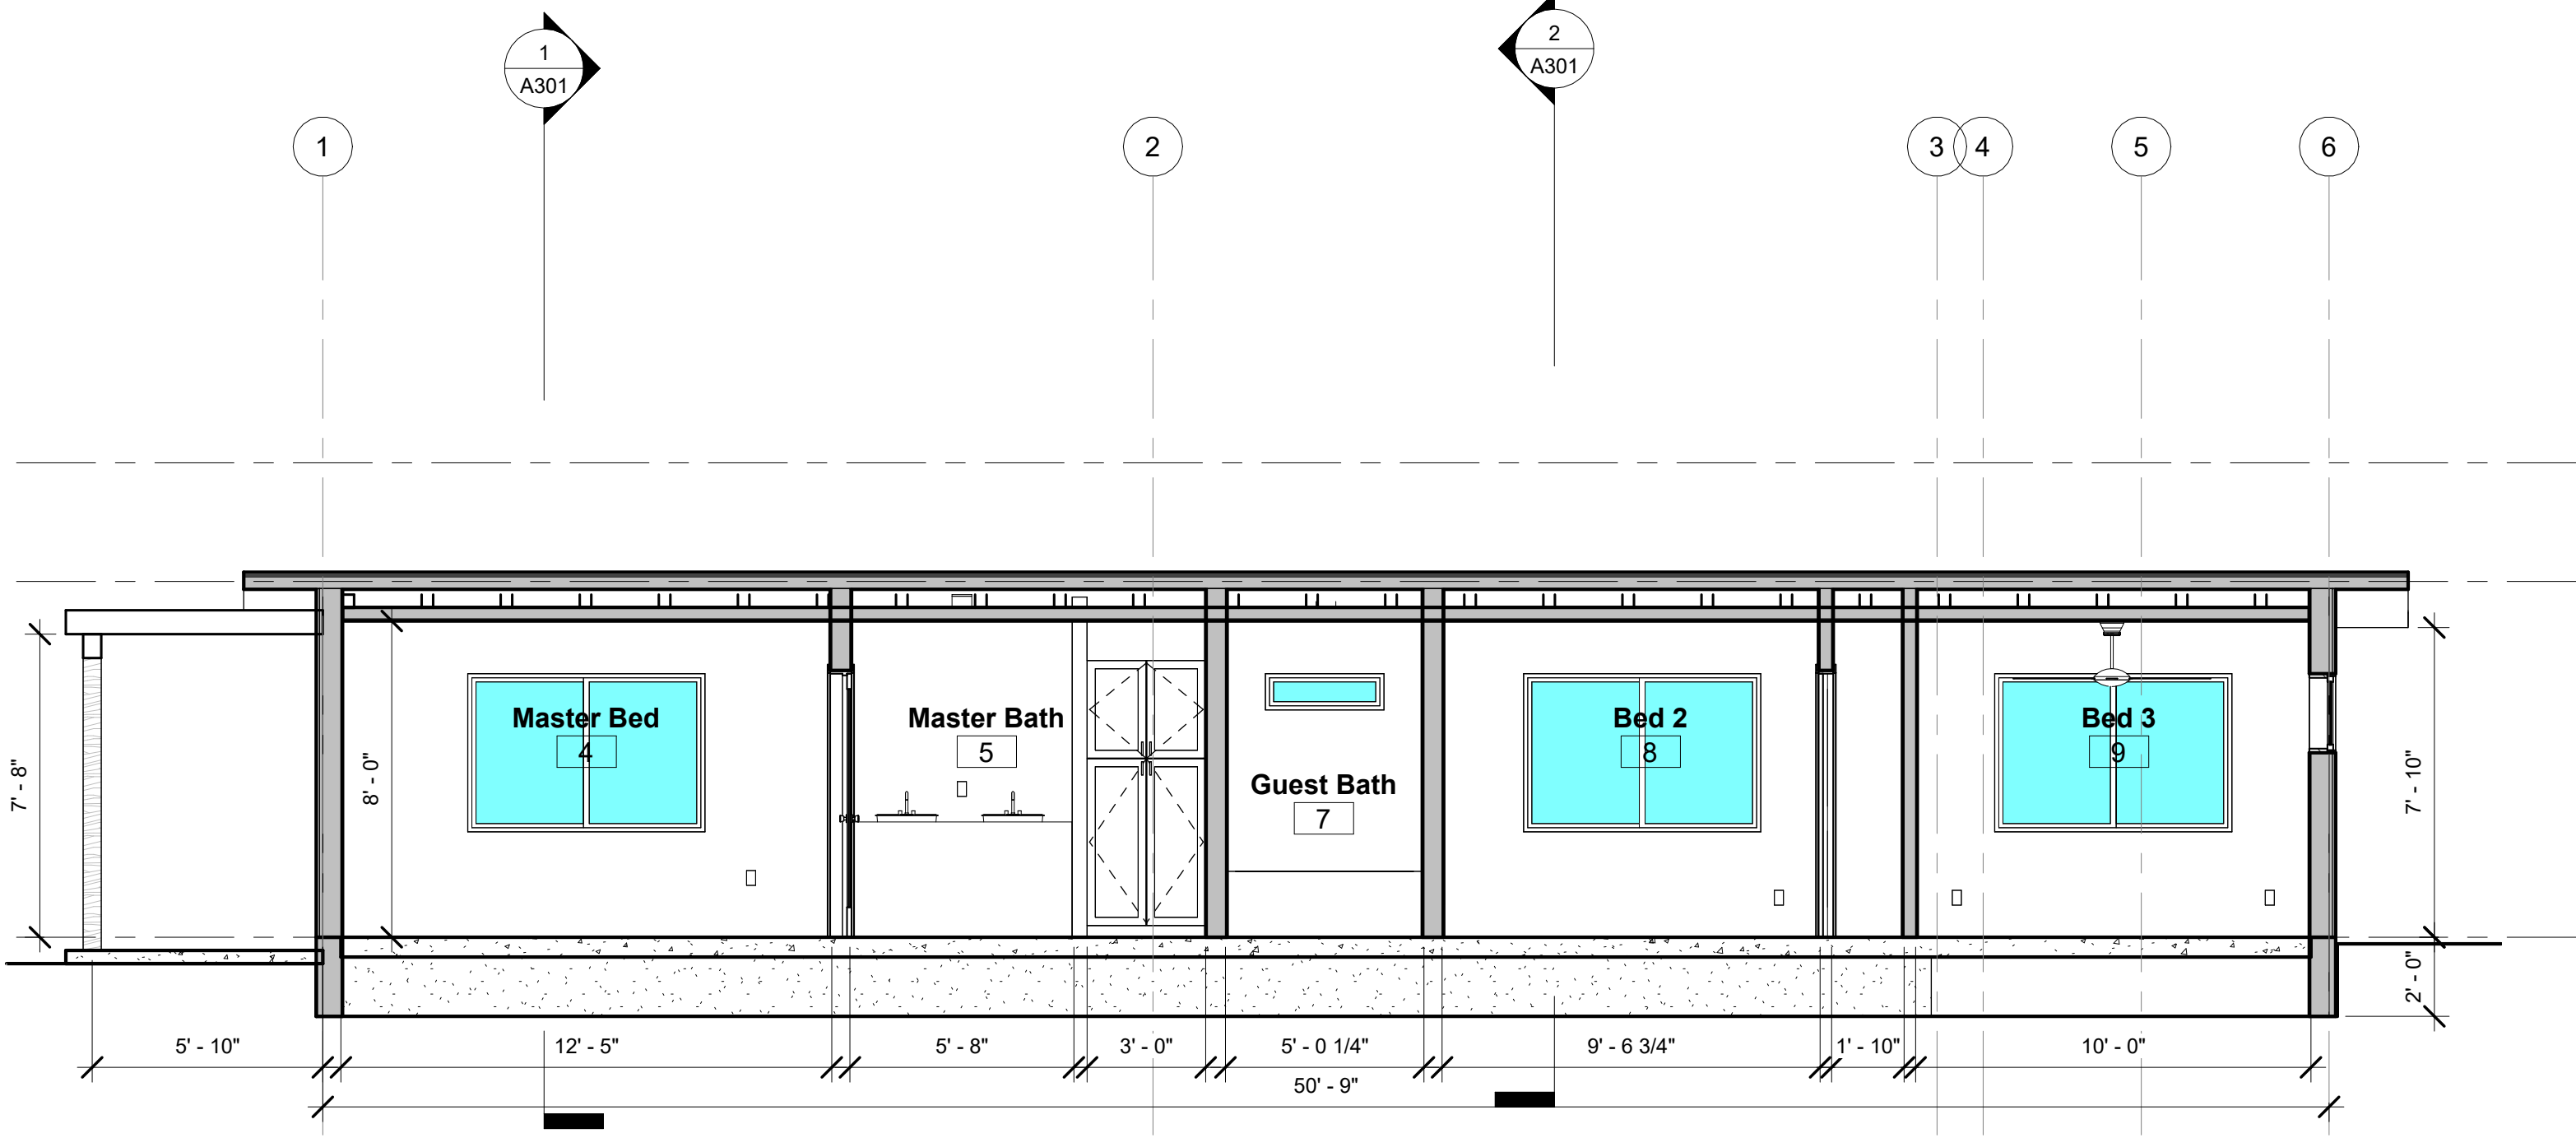 1
A301
2
A301
1
2
3
4
5
6
Master Bed
4
Master Bath
5
Guest Bath
7
Bed 2
8
Bed 3
9
7' - 8"
8' - 0"
7' - 10"
2' - 0"
5' - 10"
12' - 5"
5' - 8"
3' - 0"
5' - 0 1/4"
9' - 6 3/4"
1' - 10"
10' - 0"
50' - 9"